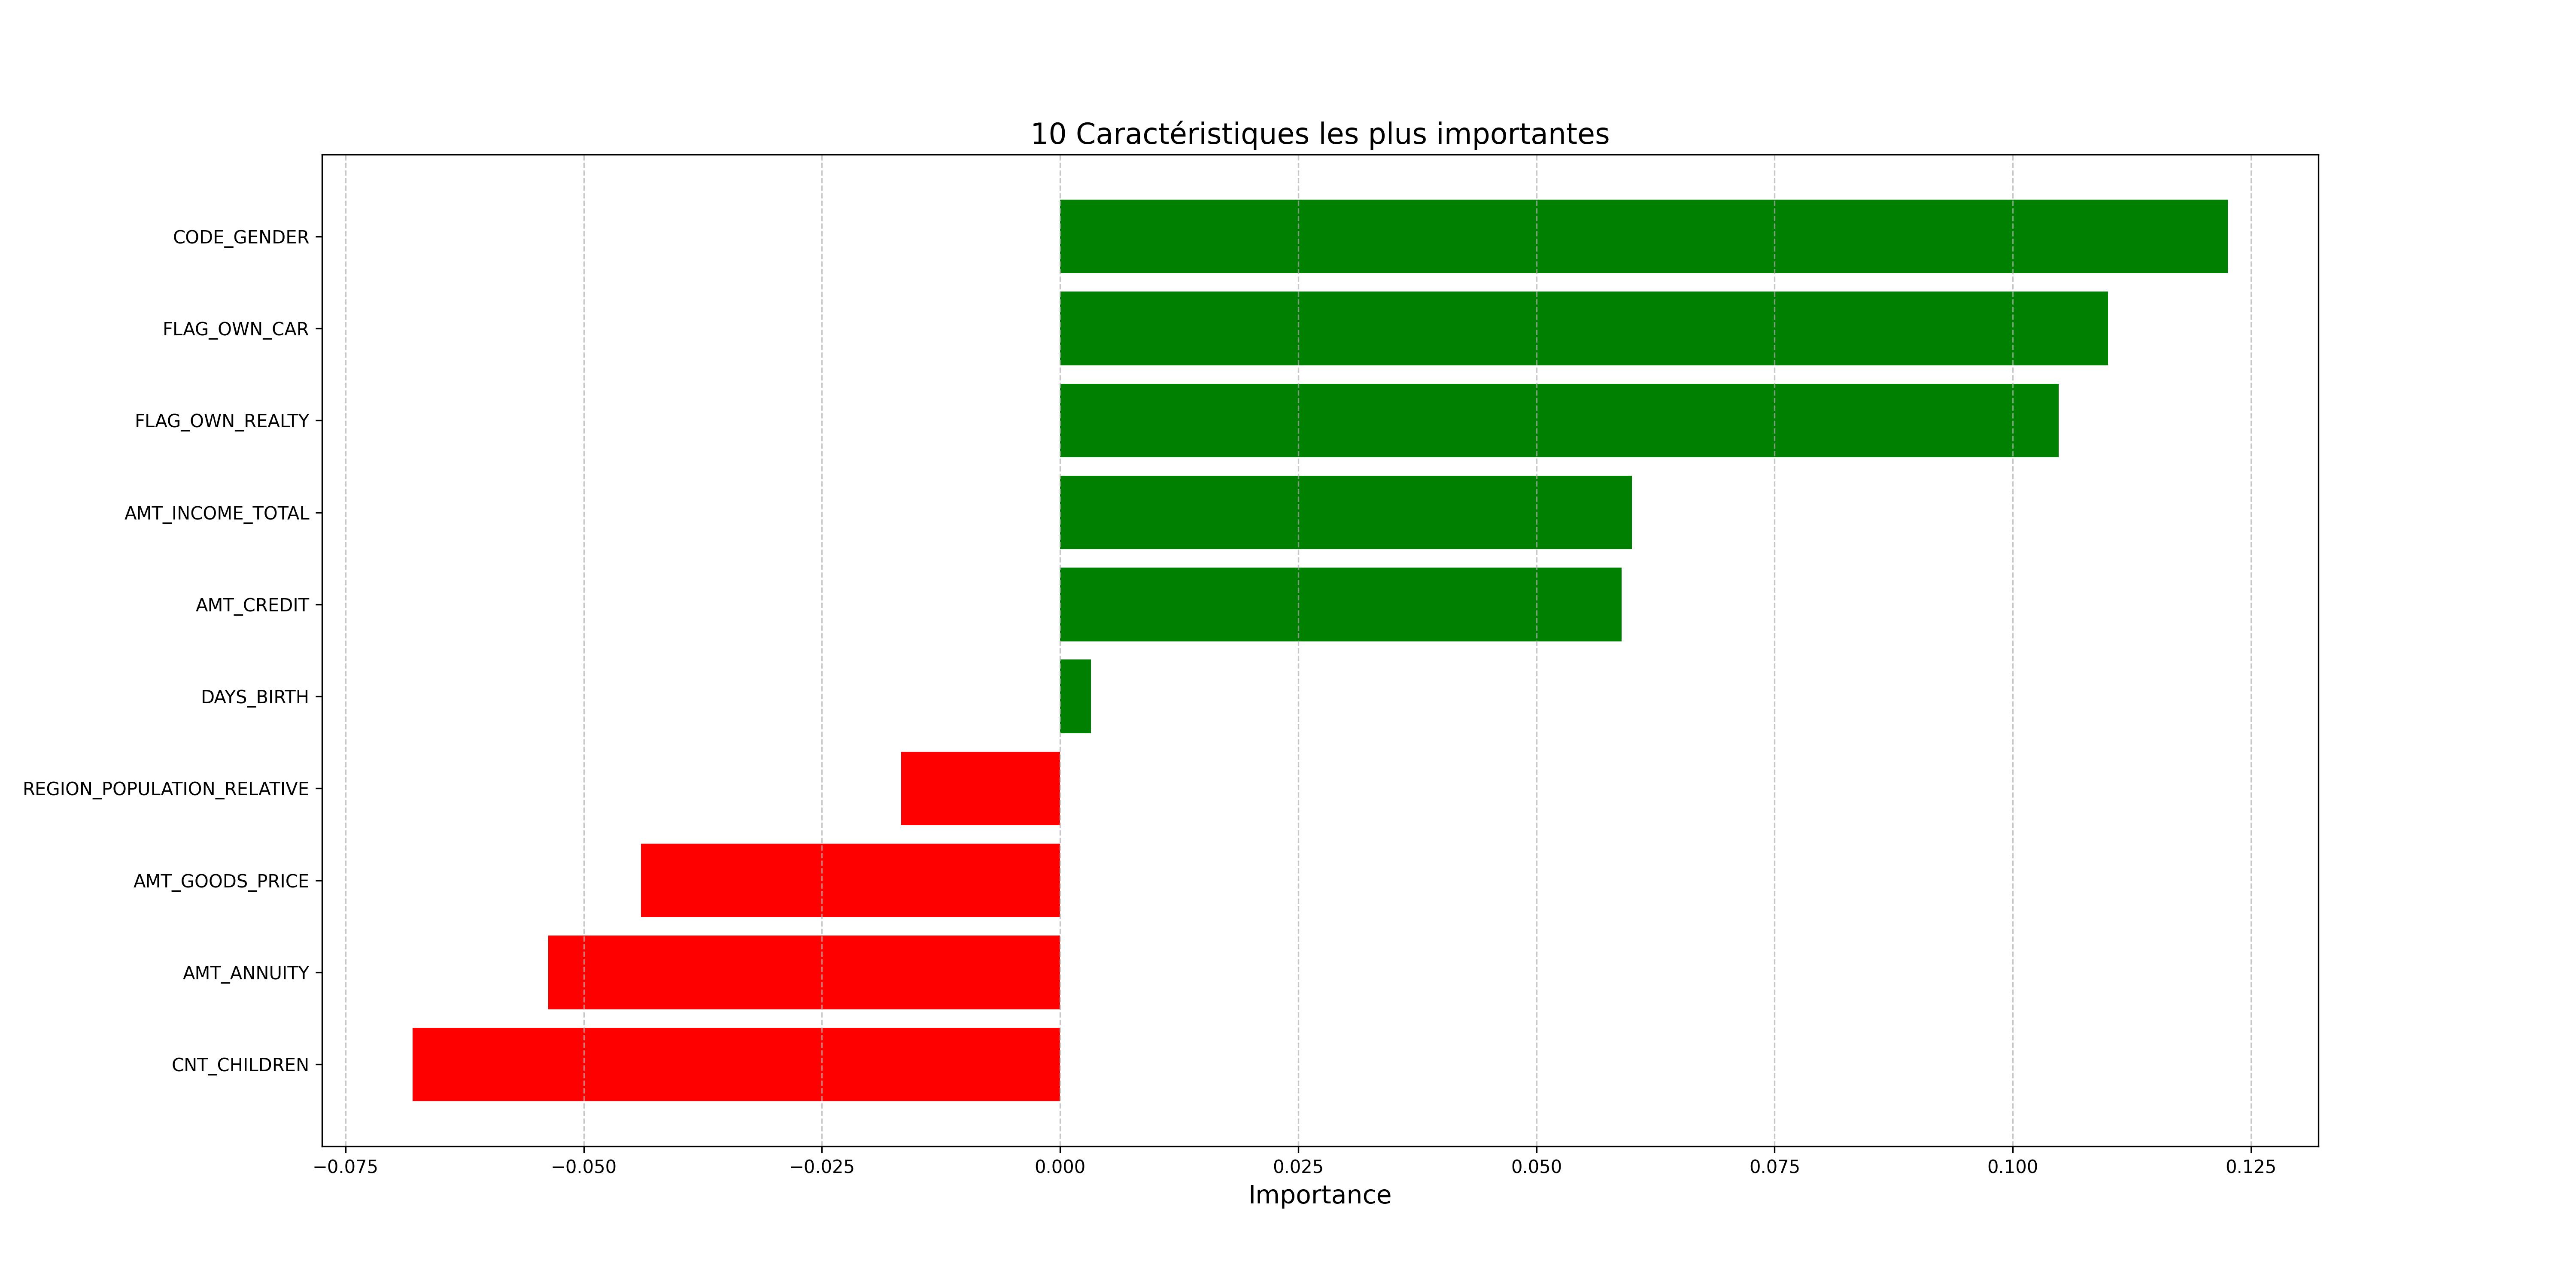 10 Caractéristiques les plus importantes
CODE_GENDER
FLAG_OWN_CAR
FLAG_OWN_REALTY
AMT_INCOME_TOTAL
AMT_CREDIT
DAYS_BIRTH
REGION_POPULATION_RELATIVE
AMT_GOODS_PRICE
AMT_ANNUITY
CNT_CHILDREN
−0.075 −0.050 −0.025 0.000 0.025 0.050 0.075 0.100 0.125
Importance